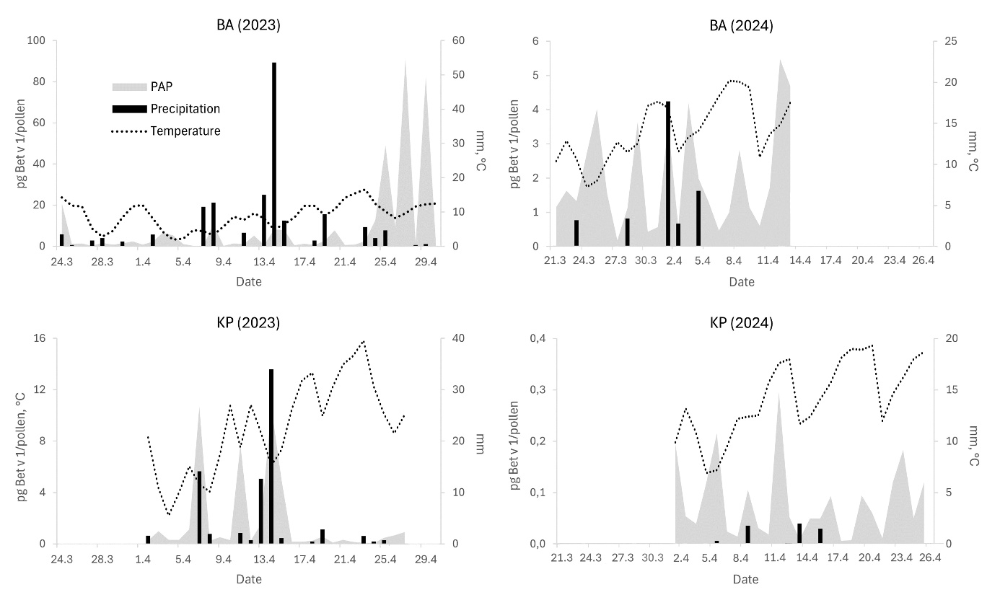 BA (2023)
100
80
60
40
20
0
60
50
40
30
20
10
0
pg Bet v 1/pollen
mm, °C
PAP
Precipitation
Temperature
24.3 28.3 1.4 5.4 9.4 13.4 17.4 21.4 25.4 29.4
Date
BA (2024)
6
5
4
3
2
1
0
25
20
15
10
5
0
pg Bet v 1/pollen
mm, °C
21.3 24.3 27.3 30.3 2.4 5.4 8.4 11.4 14.4 17.4 20.4 23.4 26.4
Date
KP (2023)
16
12
8
4
0
40
30
20
10
0
pg Bet v 1/pollen, °C
mm
24.3 28.3 1.4 5.4 9.4 13.4 17.4 21.4 25.4 29.4
Date
KP (2024)
0,4
0,3
0,2
0,1
0,0
20
15
10
5
0
pg Bet v 1/pollen
mm, °C
21.3 24.3 27.3 30.3 2.4 5.4 8.4 11.4 14.4 17.4 20.4 23.4 26.4
Date